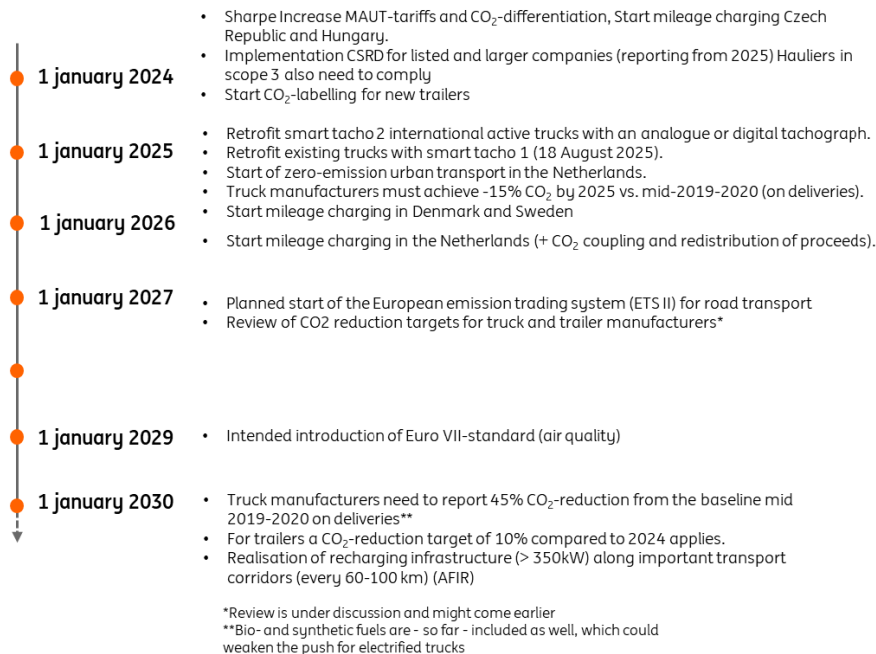 • Sharpe Increase MAUT-tariffs and CO₂-differentiation, Start mileage charging Czech
Republic and Hungary.
1 january 2024
• Implementation CSRD for listed and larger companies (reporting from 2025) Hauliers in
scope 3 also need to comply
• Start CO₂-labelling for new trailers
1 january 2025
• Retrofit smart tacho 2 international active trucks with an analogue or digital tachograph.
• Retrofit existing trucks with smart tacho 1 (18 August 2025).
• Start of zero-emission urban transport in the Netherlands.
• Truck manufacturers must achieve -15% CO₂ by 2025 vs. mid-2019-2020 (on deliveries).
1 january 2026
• Start mileage charging in Denmark and Sweden
• Start mileage charging in the Netherlands (+ CO₂ coupling and redistribution of proceeds).
1 january 2027
• Planned start of the European emission trading system (ETS II) for road transport
• Review of CO2 reduction targets for truck and trailer manufacturers*
1 january 2029
• Intended introduction of Euro VII-standard (air quality)
1 january 2030
• Truck manufacturers need to report 45% CO₂-reduction from the baseline mid
2019-2020 on deliveries**
• For trailers a CO₂-reduction target of 10% compared to 2024 applies.
• Realisation of recharging infrastructure (> 350kW) along important transport
corridors (every 60-100 km) (AFIR)
*Review is under discussion and might come earlier
**Bio- and synthetic fuels are - so far - included as well, which could
weaken the push for electrified trucks